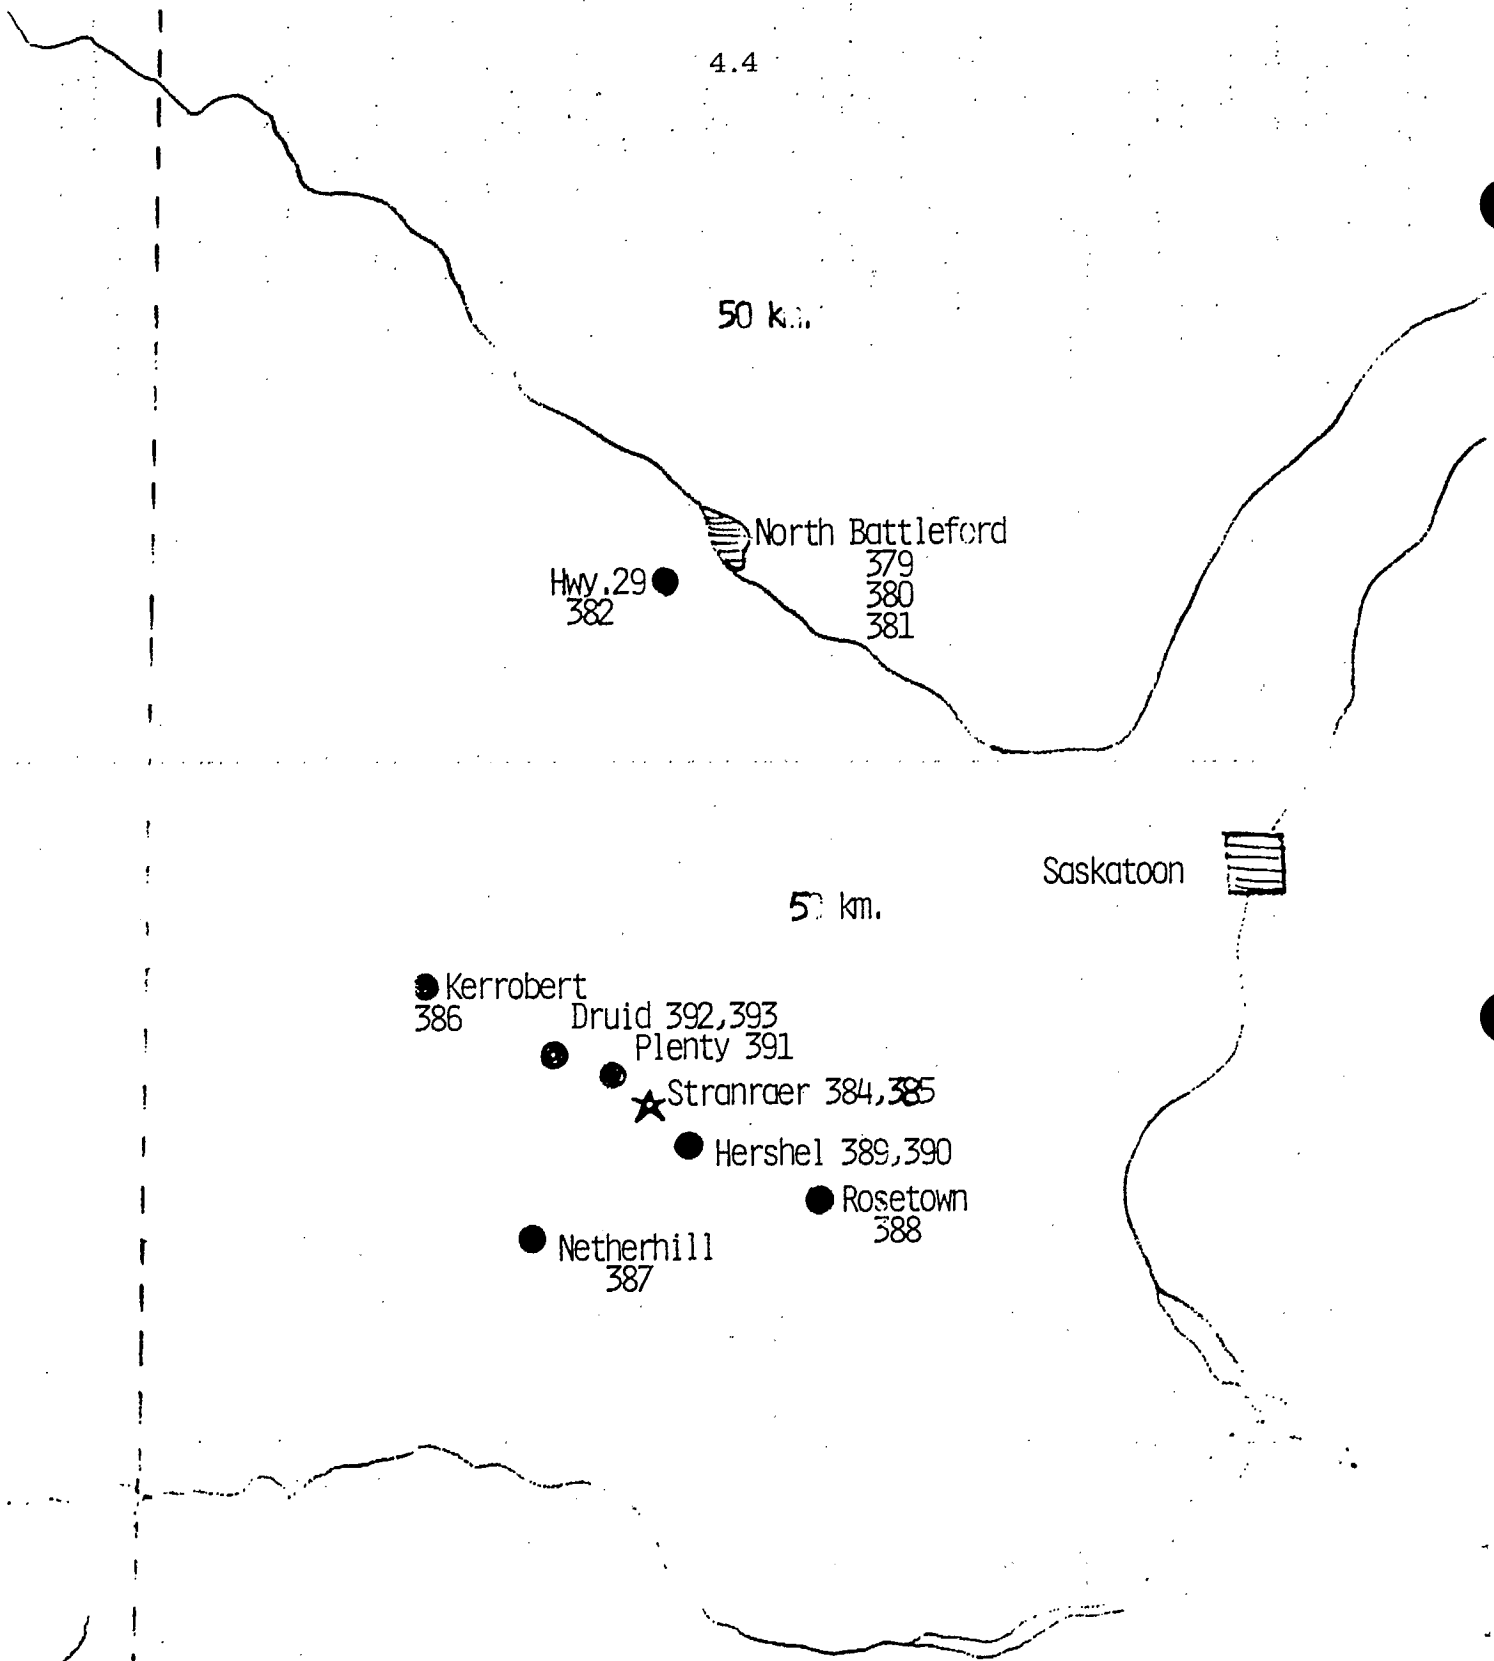 4.4
50
North Battleford
379
380
381
Hwy.29
382
Saskatoon
km.
Kerrobert
386
Druid 392,393
Plenty 391
Stranraer 384,385
Hershel 389,390
Rosetown
388
Netherhill
387